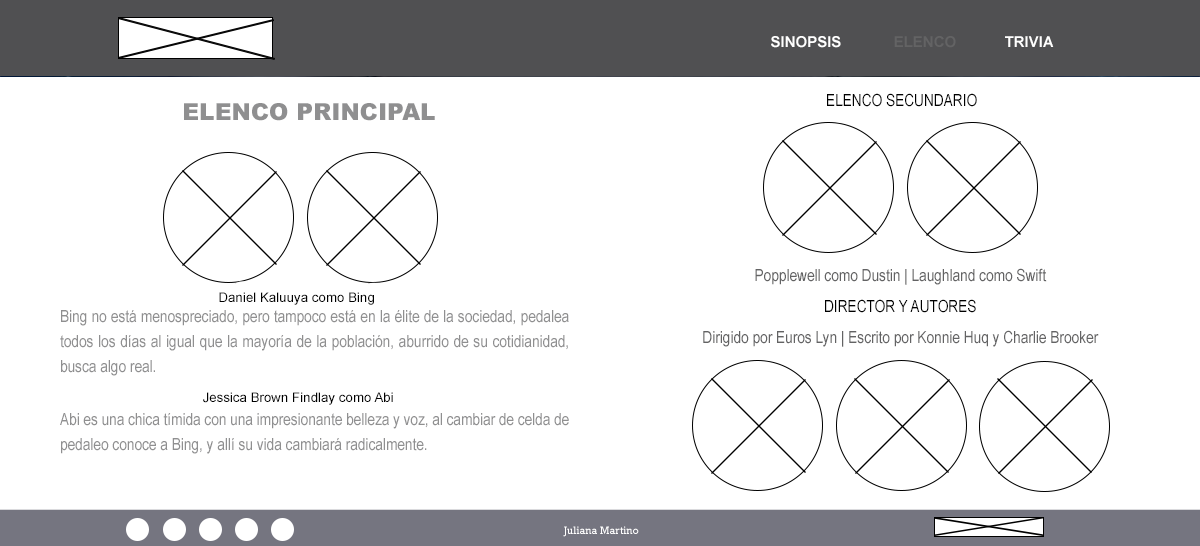 SINOPSIS ELENCO TRIVIA
ELENCO PRINCIPAL
Daniel Kaluuya como Bing
Bing no está menospreciado, pero tampoco está en la élite de la sociedad, pedalea
todos los días al igual que la mayoría de la población, aburrido de su cotidianidad,
busca algo real.
Jessica Brown Findlay como Abi
Abi es una chica tímida con una impresionante belleza y voz, al cambiar de celda de
pedaleo conoce a Bing, y alli su vida cambiará radicalmente.
ELENCO SECUNDARIO
Popplewell como Dustin | Laughland como Swift
DIRECTOR Y AUTORES
Dirigido por Euros Lyn | Escrito por Konnie Huq y Charlie Brooker
Juliana Martino